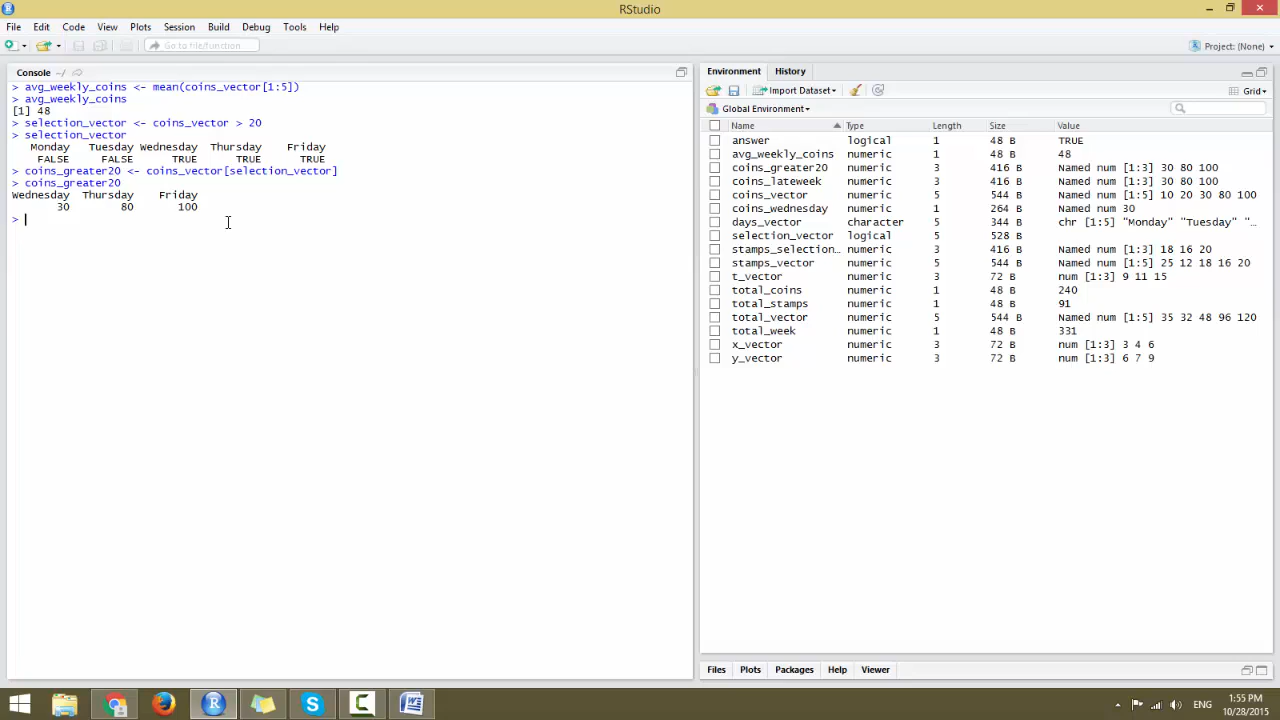 RStudio
File Edit Code View Plots Session Build Debug Tools Help
Go to file/function
Project: (None)
Console ~/
> avg_weekly_coins <- mean(coins_vector[1:5])
> avg_weekly_coins
[1] 48
> selection_vector <- coins_vector > 20
> selection_vector
Monday Tuesday Wednesday Thursday Friday
FALSE FALSE TRUE TRUE TRUE
> coins_greater20 <- coins_vector[selection_vector]
> coins_greater20
Wednesday Thursday Friday
30 80 100
>
Environment History
Import Dataset
Grid
Global Environment
Name Type Length Size Value
answer logical 1 48 B TRUE
avg_weekly_coins numeric 1 48 B 48
coins_greater20 numeric 3 416 B Named num [1:3] 30 80 100
coins_lateweek numeric 3 416 B Named num [1:3] 30 80 100
coins_vector numeric 5 544 B Named num [1:5] 10 20 30 80 100
coins_wednesday numeric 1 264 B Named num 30
days_vector character 5 344 B chr [1:5] "Monday" "Tuesday" "...
selection_vector logical 5 528 B
stamps_selection... numeric 3 416 B Named num [1:3] 18 16 20
stamps_vector numeric 5 544 B Named num [1:5] 25 12 18 16 20
t_vector numeric 3 72 B num [1:3] 9 11 15
total_coins numeric 1 48 B 240
total_stamps numeric 1 48 B 91
total_vector numeric 5 544 B Named num [1:5] 35 32 48 96 120
total_week numeric 1 48 B 331
x_vector numeric 3 72 B num [1:3] 3 4 6
y_vector numeric 3 72 B num [1:3] 6 7 9
Files Plots Packages Help Viewer
ENG
1:55 PM
10/28/2015